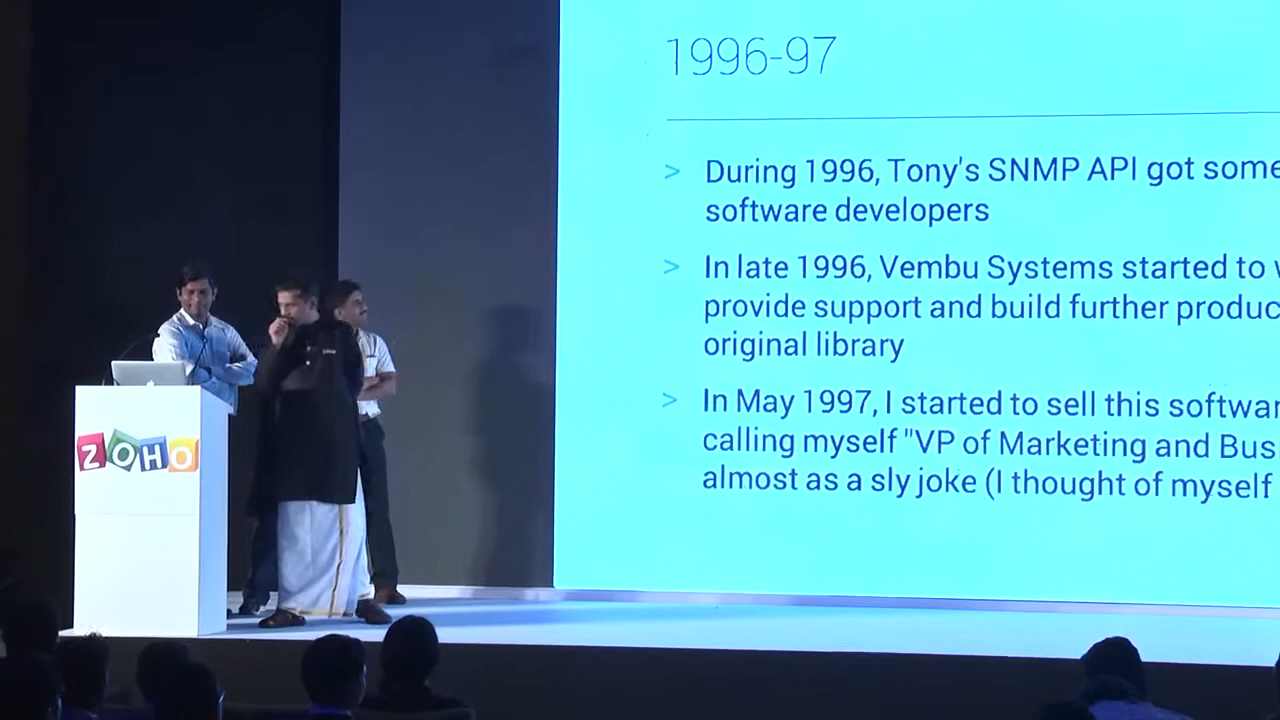 1996-97
> During 1996, Tony's SNMP API got some
software developers
> In late 1996, Vembu Systems started to
provide support and build further produc
original library
> In May 1997, I started to sell this softwar
calling myself "VP of Marketing and Bus
almost as a sly joke (I thought of myself
ZOHO